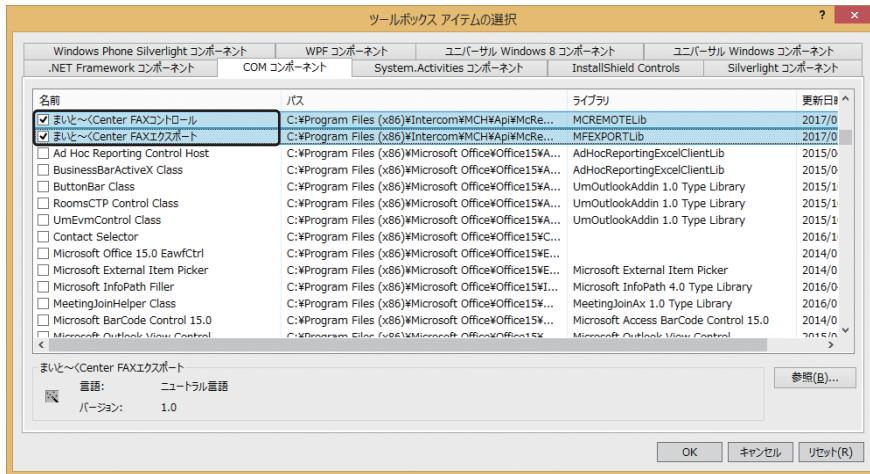 ツールボックス アイテムの選択 ? ×
Windows Phone Silverlight コンポーネント WPF コンポーネント ユニバーサル Windows 8 コンポーネント ユニバーサル Windows コンポーネント
.NET Framework コンポーネント COM コンポーネント System.Activities コンポーネント InstallShield Controls Silverlight コンポーネント
名前 パス ライブラリ 更新日時
まいと～くCenter FAXコントロール C:¥Program Files (x86)¥Intercom¥MCH¥Api¥McRe... MCREMOTELib 2017/0
まいと～くCenter FAXエクスポート C:¥Program Files (x86)¥Intercom¥MCH¥Api¥McRe... MFEXPORTLib 2017/0
Ad Hoc Reporting Control Host C:¥Program Files (x86)¥Microsoft Office¥Office15¥A... AdHocReportingExcelClientLib 2015/0
BusinessBarActiveX Class C:¥Program Files (x86)¥Microsoft Office¥Office15¥A... AdHocReportingExcelClientLib 2015/0
ButtonBar Class C:¥Program Files (x86)¥Microsoft Office¥Office15¥A... UmOutlookAddin 1.0 Type Library 2015/1
RoomsCTP Control Class C:¥Program Files (x86)¥Microsoft Office¥Office15¥A... UmOutlookAddin 1.0 Type Library 2015/1
UmEvmControl Class C:¥Program Files (x86)¥Microsoft Office¥Office15¥A... UmOutlookAddin 1.0 Type Library 2015/1
Contact Selector C:¥Program Files (x86)¥Microsoft Office¥Office15¥C... 2016/1
Microsoft Office 15.0 EawfCtrl C:¥Program Files (x86)¥Microsoft Office¥Office15¥E... 2014/0
Microsoft External Item Picker C:¥Program Files (x86)¥Microsoft Office¥Office15¥E... Microsoft External Item Picker 2014/0
Microsoft InfoPath Filler C:¥Program Files (x86)¥Microsoft Office¥Office15¥I... Microsoft InfoPath 4.0 Type Library 2016/0
MeetingJoinHelper Class C:¥Program Files (x86)¥Microsoft Office¥Office15¥... MeetingJoinAx 1.0 Type Library 2016/0
Microsoft BarCode Control 15.0 C:¥Program Files (x86)¥Microsoft Office¥Office15¥... Microsoft Access BarCode Control 15.0 2014/0
Microsoft Outlook View Control C:¥Program Files (x86)¥Microsoft Office¥Office15¥ Microsoft Outlook View Control 2015/0
まいと～くCenter FAXエクスポート
言語: ニュートラル言語
バージョン: 1.0
参照(B)...
OK キャンセル リセット(R)